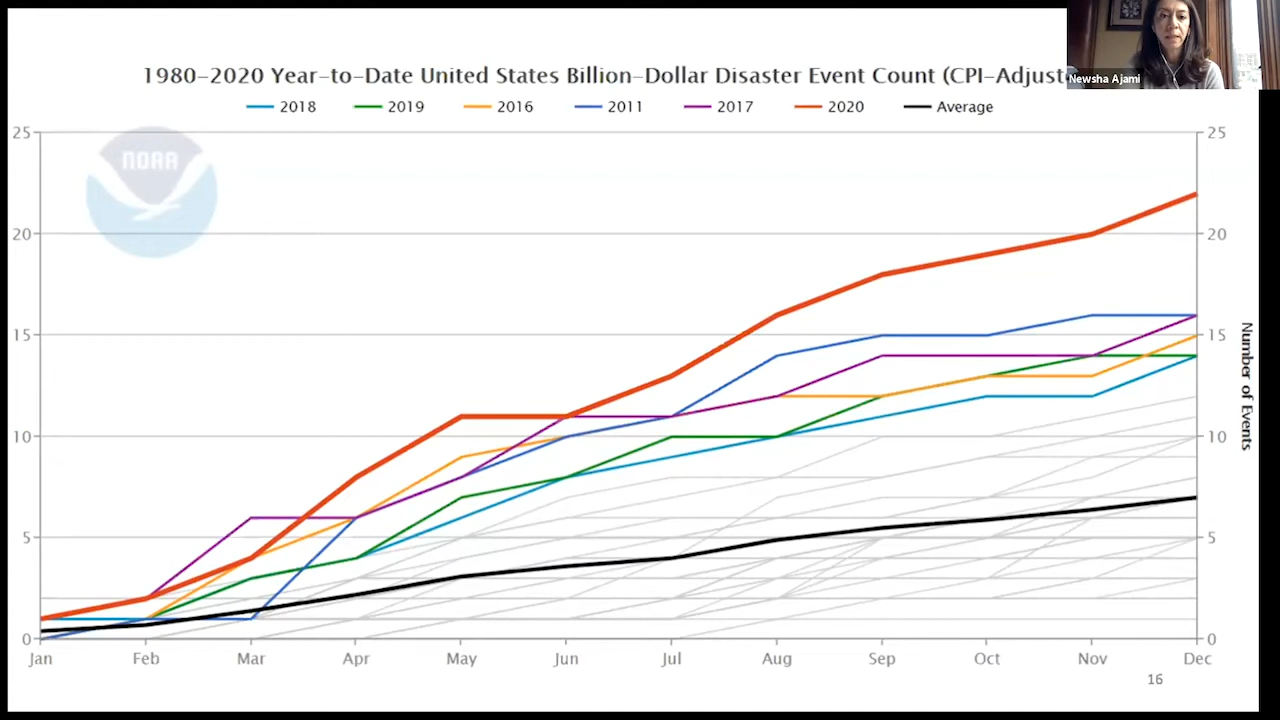 Newsha Ajami
1980-2020 Year-to-Date United States Billion-Dollar Disaster Event Count (CPI-Adjust
2018 2019 2016 2011 2017 2020 Average
NOAA
25 25
20 20
15 15
10 10
5 5
0 0
Number of Events
Jan Feb Mar Apr May Jun Jul Aug Sep Oct Nov Dec
16